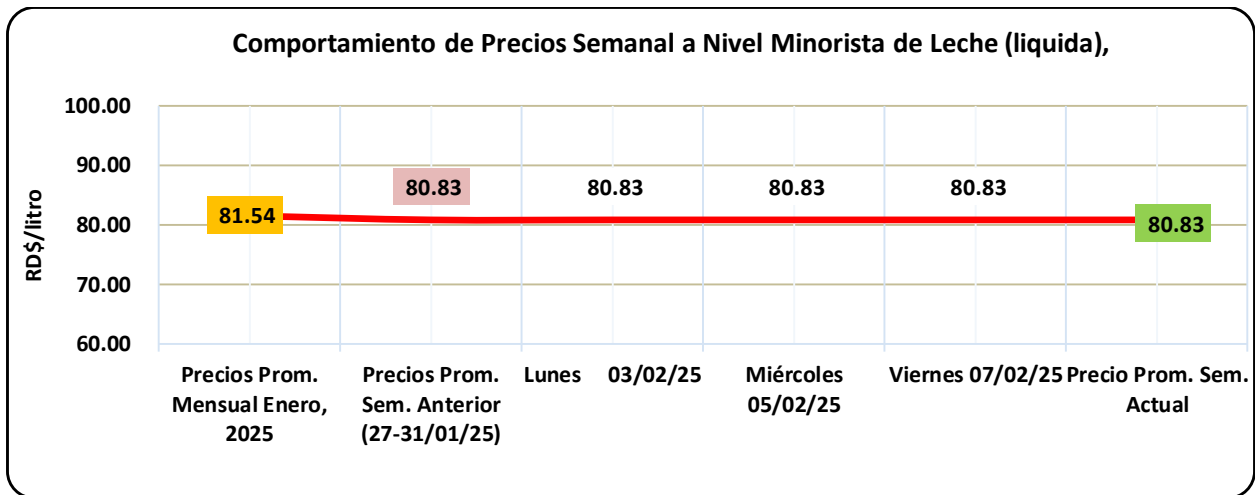 Comportamiento de Precios Semanal a Nivel Minorista de Leche (liquida),
100.00
90.00
80.00
70.00
60.00
RD$/litro
81.54
80.83
80.83
80.83
80.83
80.83
Precios Prom.
Mensual Enero,
2025
Precios Prom.
Sem. Anterior
(27-31/01/25)
Lunes 03/02/25
Miércoles
05/02/25
Viernes 07/02/25
Precio Prom. Sem.
Actual